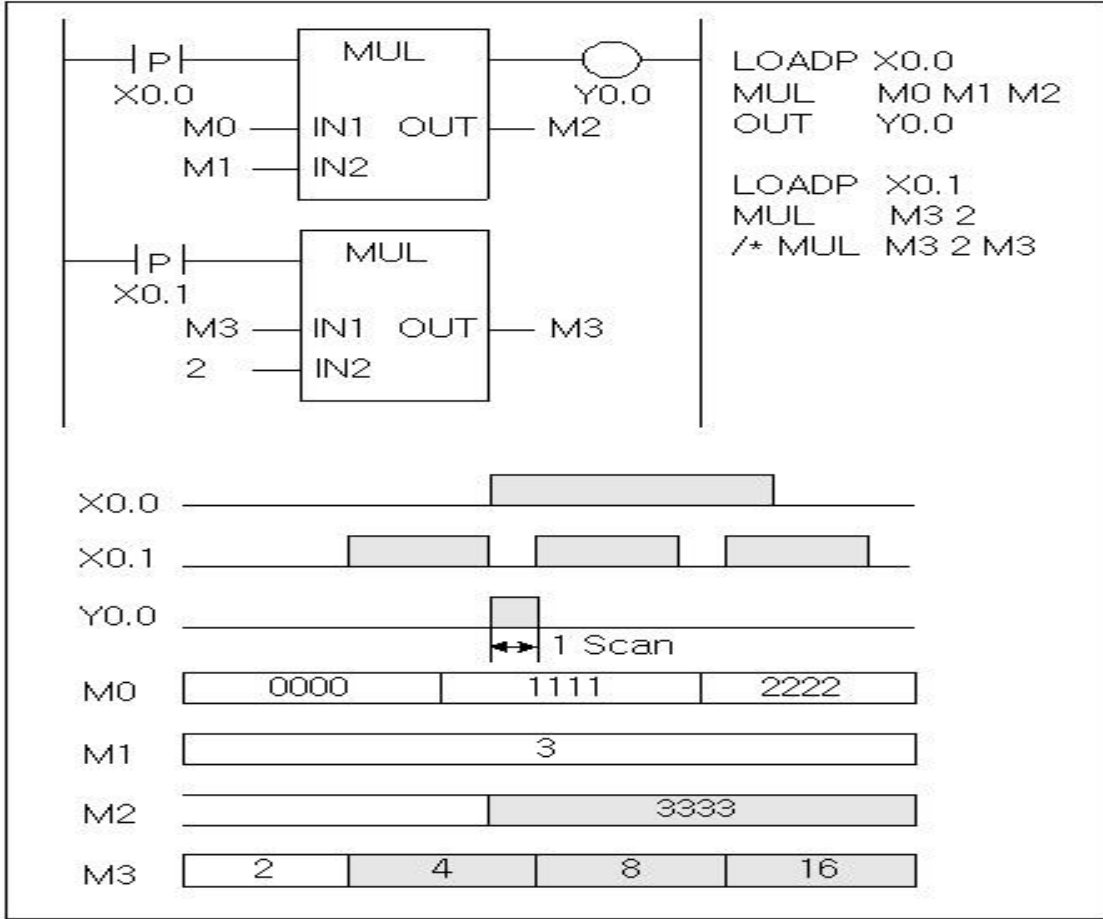 P
MUL
X0.0
Y0.0
M0 IN1 OUT M2
M1 IN2
P
MUL
X0.1
M3 IN1 OUT M3
2 IN2
LOADP X0.0
MUL M0 M1 M2
OUT Y0.0
LOADP X0.1
MUL M3 2
/* MUL M3 2 M3
X0.0
X0.1
Y0.0
1 Scan
M0 0000 1111 2222
M1 3
M2 3333
M3 2 4 8 16